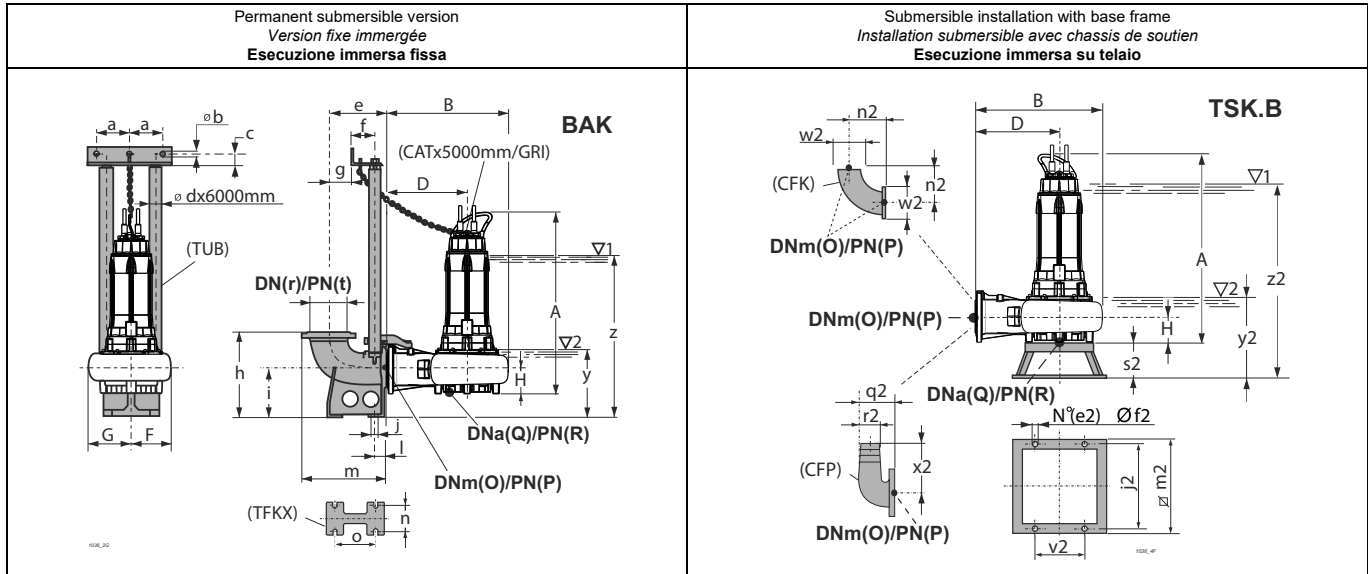 Permanent submersible version
Version fixe immergée
Esecuzione immersa fissa
Submersible installation with base frame
Installation submersible avec chassis de soutien
Esecuzione immersa su telaio
BAK
e
B
a
a
øb
c
f
g
(CATx5000mm/GRI)
D
ø dx6000mm
(TUB)
DN(r)/PN(t)
▽1
A
z
▽2
H
y
h
i
j
l
G
F
m
DNa(Q)/PN(R)
DNm(O)/PN(P)
(TFKX)
n
o
1036_2G
TSK.B
B
D
n2
w2
(CFK)
n2
w2
DNm(O)/PN(P)
▽1
A
z2
▽2
H
y2
s2
DNm(O)/PN(P)
DNa(Q)/PN(R)
q2
r2
(CFP)
x2
DNm(O)/PN(P)
N°(e2) Øf2
j2
ø m2
v2
1036_4F